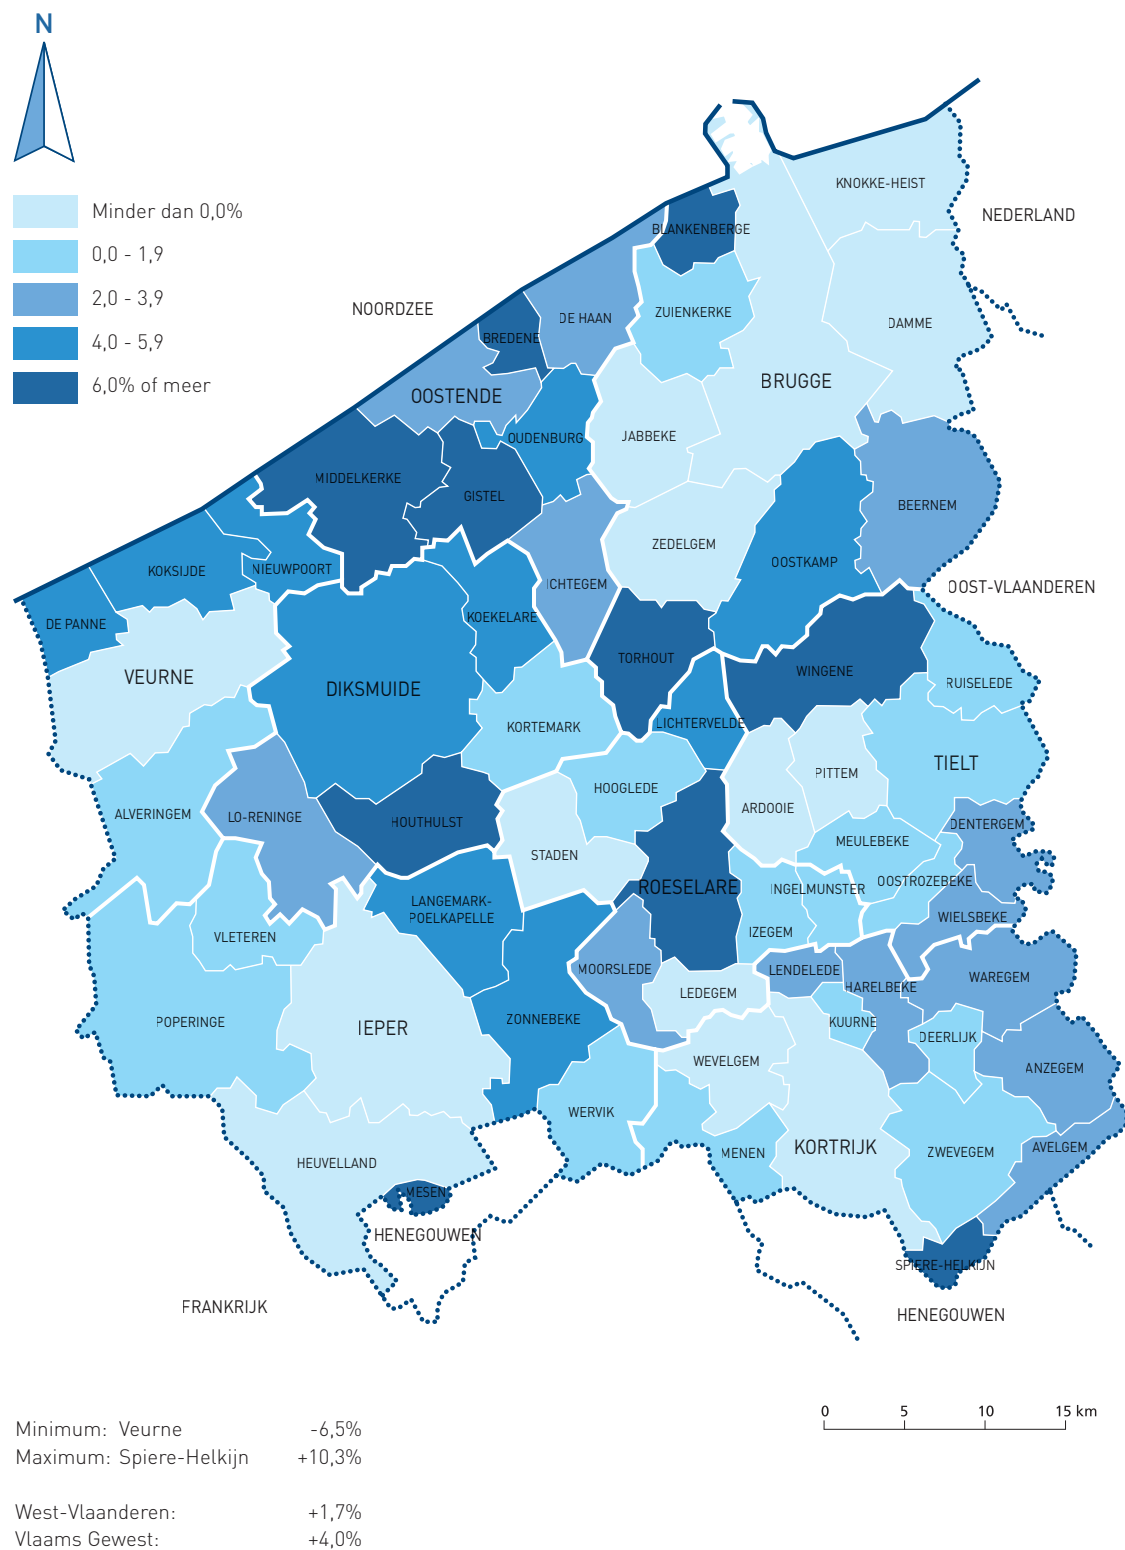 N
Minder dan 0,0%
0,0 - 1,9
2,0 - 3,9
4,0 - 5,9
6,0% of meer
KNOKKE-HEIST
NEDERLAND
BLANKENBERGE
NOORDZEE
ZUIENKERKE
DE HAAN
DAMME
BREDENE
BRUGGE
OOSTENDE
JABBEKE
OUDENBURG
MIDDELKERKE
GISTEL
BEERNEM
ZEDELGEM
OOSTKAMP
KOKSIJDE
NIEUWPOORT
ICHTEGEM
OOST-VLAANDEREN
KOEKELARE
DE PANNE
TORHOUT
WINGENE
VEURNE
DIKSMUIDE
RUISELEDE
LICHTERVELDE
KORTEMARK
TIELT
PITTEM
HOOGLEDE
ARDOOIE
ALVERINGEM
LO-RENINGE
HOUTHULST
DENTERGEM
MEULEBEKE
STADEN
OOSTROZEBEKE
ROESELARE
INGELMUNSTER
LANGEMARK-
POELKAPELLE
WIELSBEKE
IZEGEM
VLETEREN
MOORSLEDE
LENDELEDE
WAREGEM
HARELBEKE
LEDEGEM
POPERINGE
IEPER
ZONNEBEKE
KUURNE
DEERLIJK
WEVELGEM
ANZEGEM
WERVIK
KORTRIJK
AVELGEM
MENEN
ZWEVEGEM
HEUVELLAND
MESEN
HENEGOUWEN
SPIERE-HELKIJN
FRANKRIJK
HENEGOUWEN
0 5 10 15 km
Minimum: Veurne -6,5%
Maximum: Spiere-Helkijn +10,3%
West-Vlaanderen: +1,7%
Vlaams Gewest: +4,0%